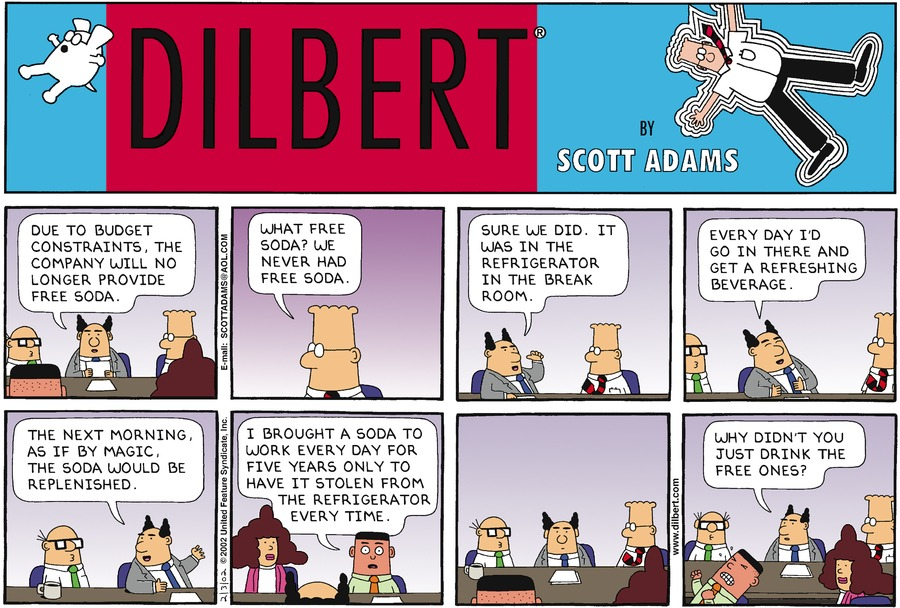 DILBERT®
BY
SCOTT ADAMS
DUE TO BUDGET
CONSTRAINTS, THE
COMPANY WILL NO
LONGER PROVIDE
FREE SODA.
E-mail: SCOTTADAMS@AOL.COM
WHAT FREE
SODA? WE
NEVER HAD
FREE SODA.
SURE WE DID. IT
WAS IN THE
REFRIGERATOR
IN THE BREAK
ROOM.
EVERY DAY I'D
GO IN THERE AND
GET A REFRESHING
BEVERAGE.
THE NEXT MORNING,
AS IF BY MAGIC,
THE SODA WOULD BE
REPLENISHED.
2/3/02 © 2002 United Feature Syndicate, Inc.
I BROUGHT A SODA TO
WORK EVERY DAY FOR
FIVE YEARS ONLY TO
HAVE IT STOLEN FROM
THE REFRIGERATOR
EVERY TIME.
www.dilbert.com
WHY DIDN'T YOU
JUST DRINK THE
FREE ONES?